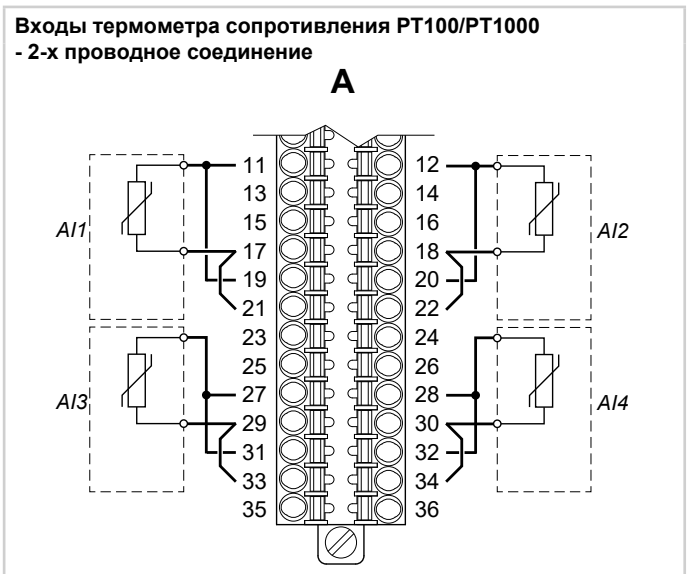 Входы термометра сопротивления PT100/PT1000
- 2-х проводное соединение
A
11 12
13 14
15 16
AI1 AI2
17 18
19 20
21 22
23 24
25 26
27 28
AI3 AI4
29 30
31 32
33 34
35 36